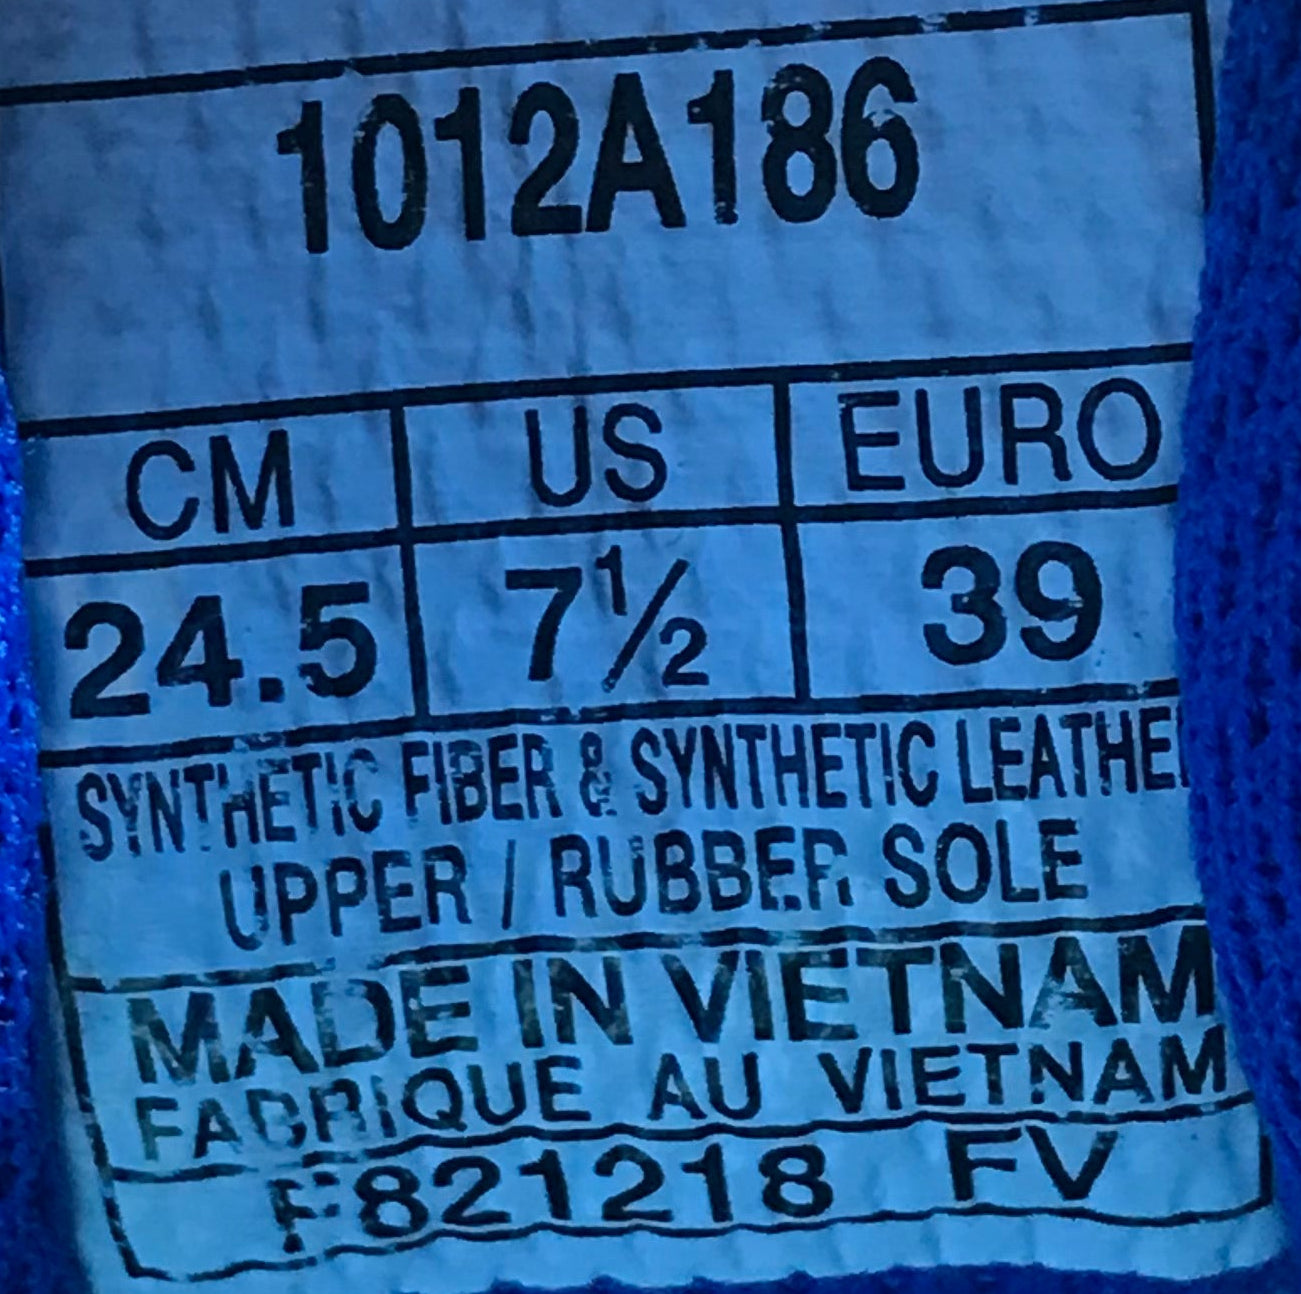 1012A186
CM US EURO
24.5 7½ 39
SYNTHETIC FIBER & SYNTHETIC LEATHER
UPPER / RUBBER SOLE
MADE IN VIETNAM
FABRIQUE AU VIETNAM
F821218 FV